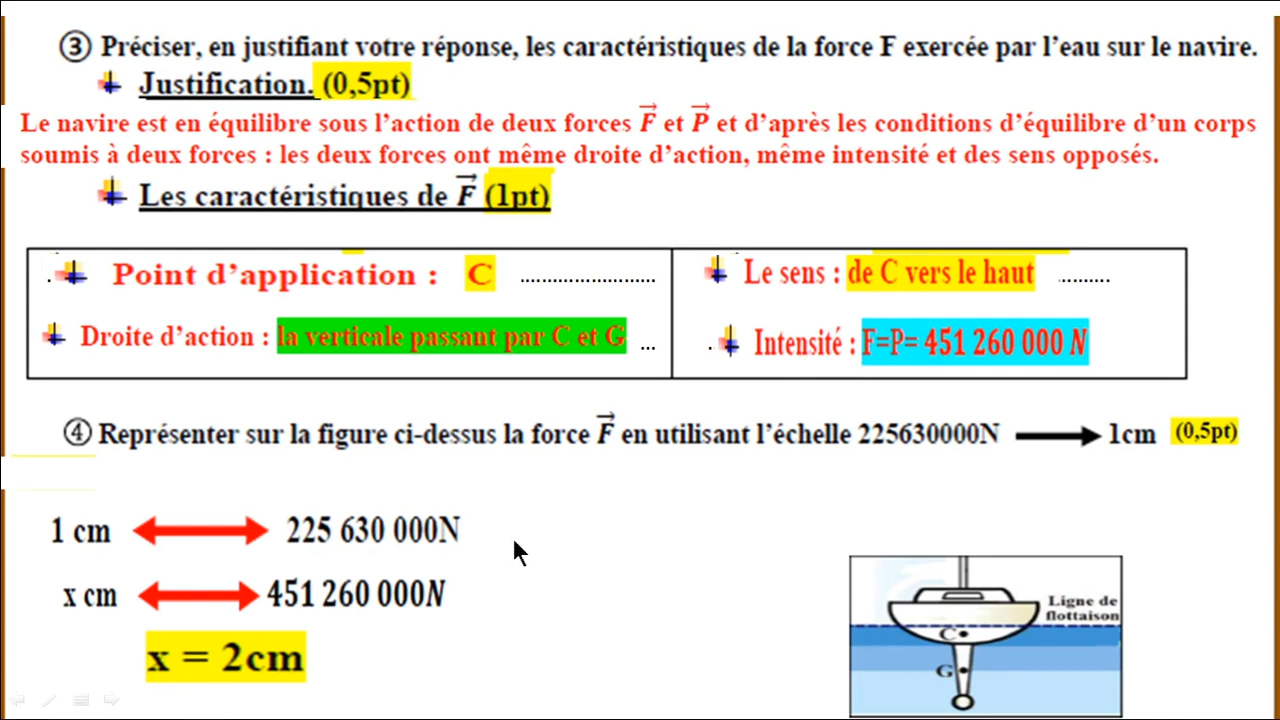 ③ Préciser, en justifiant votre réponse, les caractéristiques de la force F exercée par l'eau sur le navire.
Justification. (0,5pt)
Le navire est en équilibre sous l'action de deux forces F⃗ et P⃗ et d'après les conditions d'équilibre d'un corps
soumis à deux forces : les deux forces ont même droite d'action, même intensité et des sens opposés.
Les caractéristiques de F⃗ (1pt)
Point d'application : C ........................
Droite d'action : la verticale passant par C et G ...
Le sens : de C vers le haut .........
Intensité : F=P= 451 260 000 N
④ Représenter sur la figure ci-dessus la force F⃗ en utilisant l'échelle 225630000N ⟶ 1cm (0,5pt)
1 cm ⟷ 225 630 000N
x cm ⟷ 451 260 000N
x = 2cm
Ligne de
flottaison
C
G